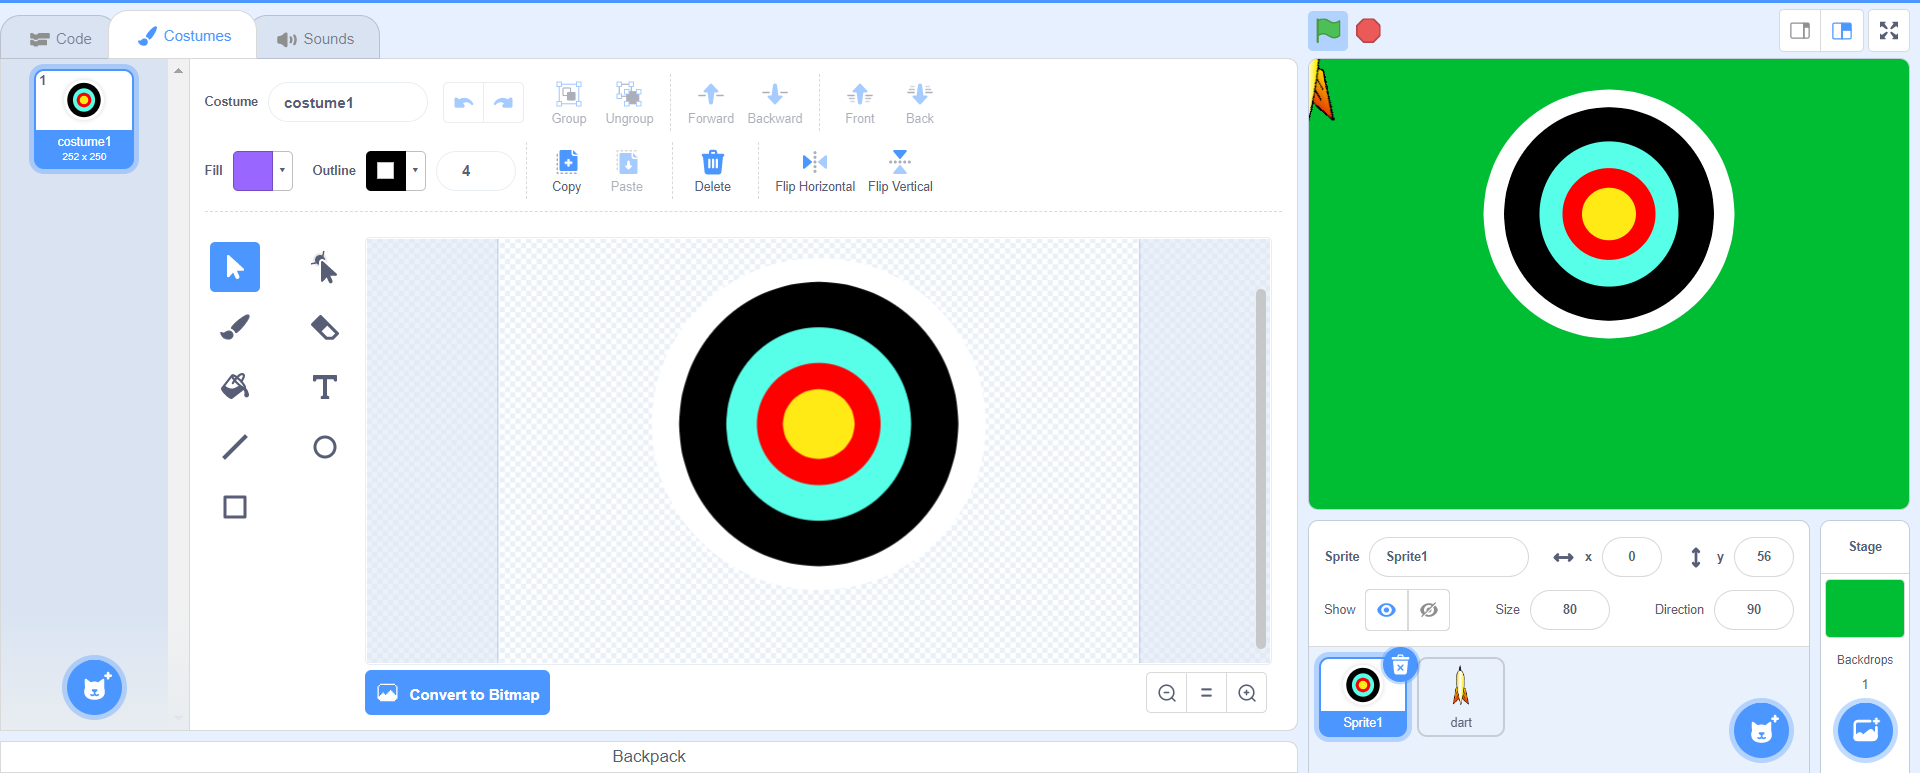 Code
Costumes
Sounds
1
costume1
252 x 250
Costume
costume1
Group
Ungroup
Forward
Backward
Front
Back
Fill
Outline
4
Copy
Paste
Delete
Flip Horizontal
Flip Vertical
T
Convert to Bitmap
Backpack
Sprite
Sprite1
x
0
y
56
Show
Size
80
Direction
90
Sprite1
dart
Stage
Backdrops
1